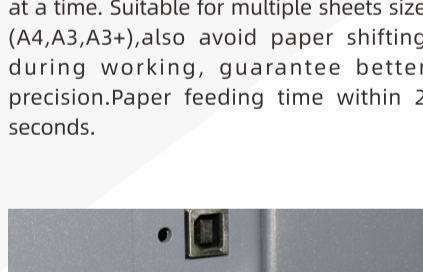 at a time. Suitable for multiple sheets size
(A4,A3,A3+),also avoid paper shifting
during working, guarantee better
precision.Paper feeding time within 2
seconds.